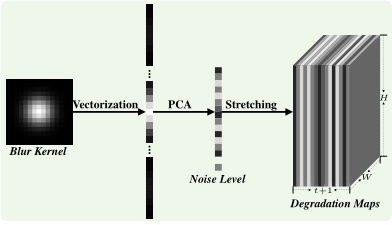 Vectorization
PCA
Stretching
Blur Kernel
Noise Level
H
W
t+1
Degradation Maps